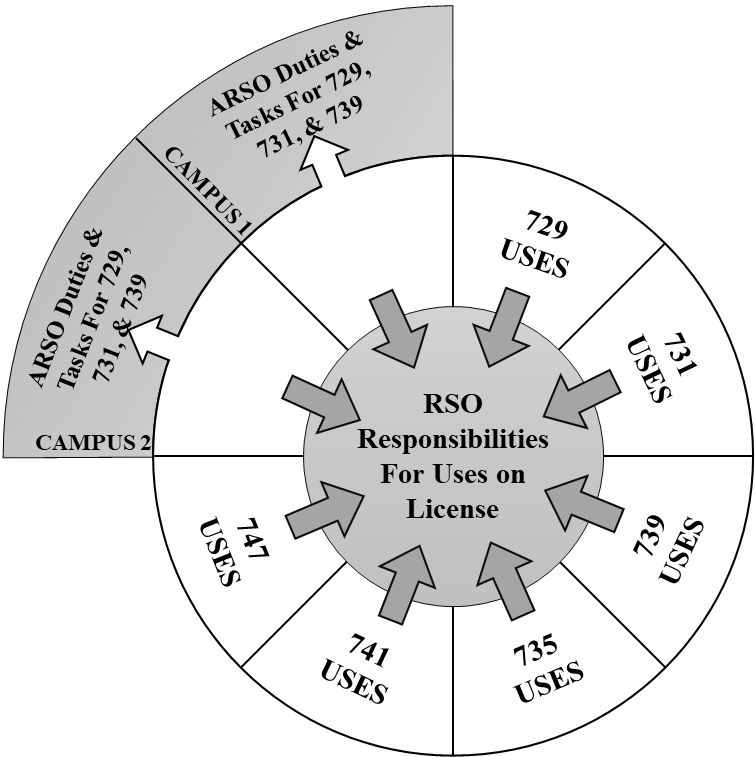 ARSO Duties &
Tasks For 729,
731, & 739
CAMPUS 1
ARSO Duties &
Tasks For 729,
731, & 739
CAMPUS 2
729
USES
731
USES
739
USES
735
USES
741
USES
747
USES
RSO
Responsibilities
For Uses on
License